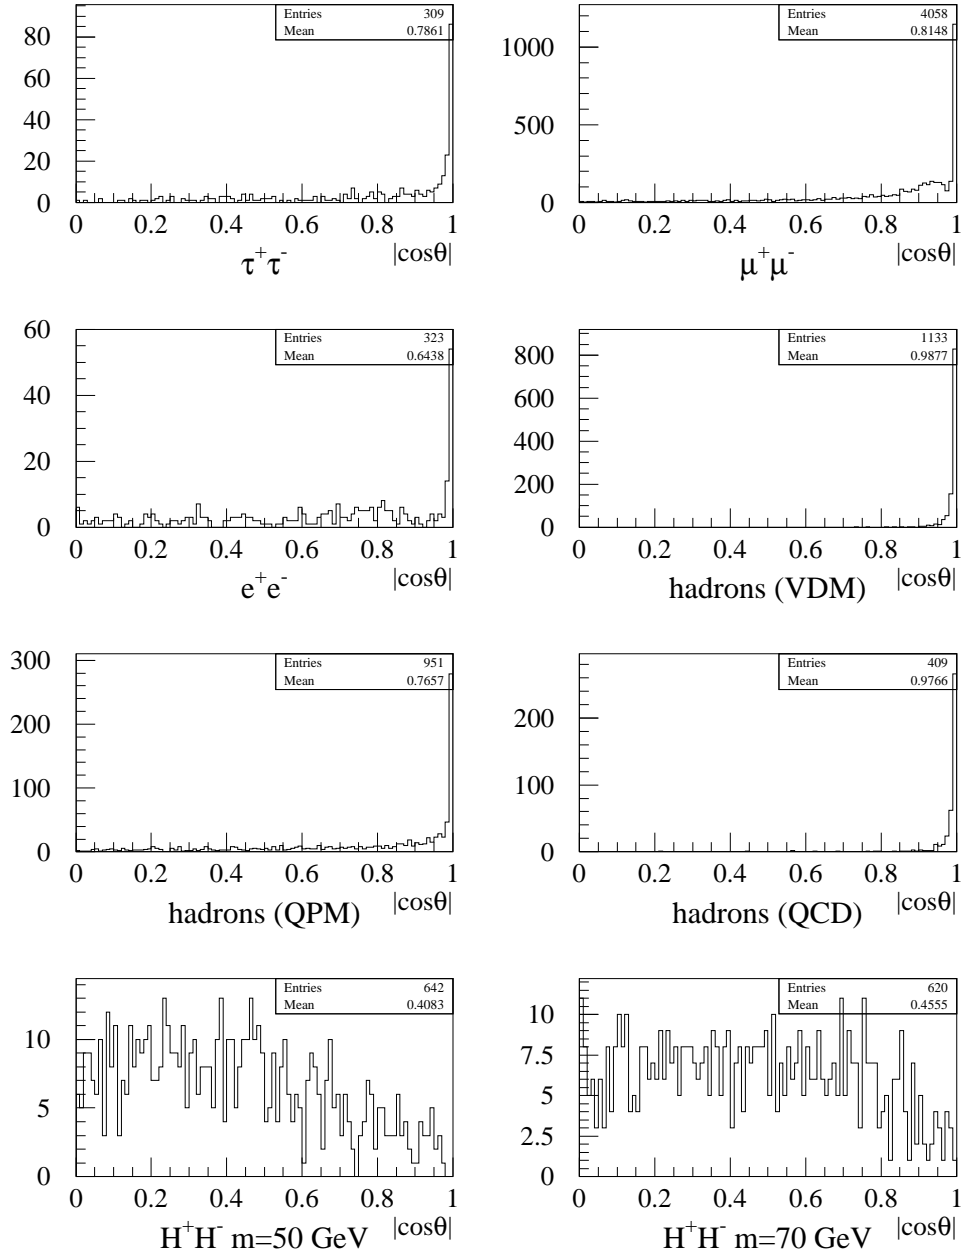 Entries 309
Mean 0.7861
80
60
40
20
0
0 0.2 0.4 0.6 0.8 1
|cosθ|
τ⁺τ⁻
Entries 4058
Mean 0.8148
1000
500
0
0 0.2 0.4 0.6 0.8 1
|cosθ|
μ⁺μ⁻
Entries 323
Mean 0.6438
60
40
20
0
0 0.2 0.4 0.6 0.8 1
|cosθ|
e⁺e⁻
Entries 1133
Mean 0.9877
800
600
400
200
0
0 0.2 0.4 0.6 0.8 1
hadrons (VDM) |cosθ|
Entries 951
Mean 0.7657
300
200
100
0
0 0.2 0.4 0.6 0.8 1
hadrons (QPM) |cosθ|
Entries 409
Mean 0.9766
200
100
0
0 0.2 0.4 0.6 0.8 1
hadrons (QCD) |cosθ|
Entries 642
Mean 0.4083
10
5
0
0 0.2 0.4 0.6 0.8 1
H⁺H⁻ m=50 GeV |cosθ|
Entries 620
Mean 0.4555
10
7.5
5
2.5
0
0 0.2 0.4 0.6 0.8 1
H⁺H⁻ m=70 GeV |cosθ|